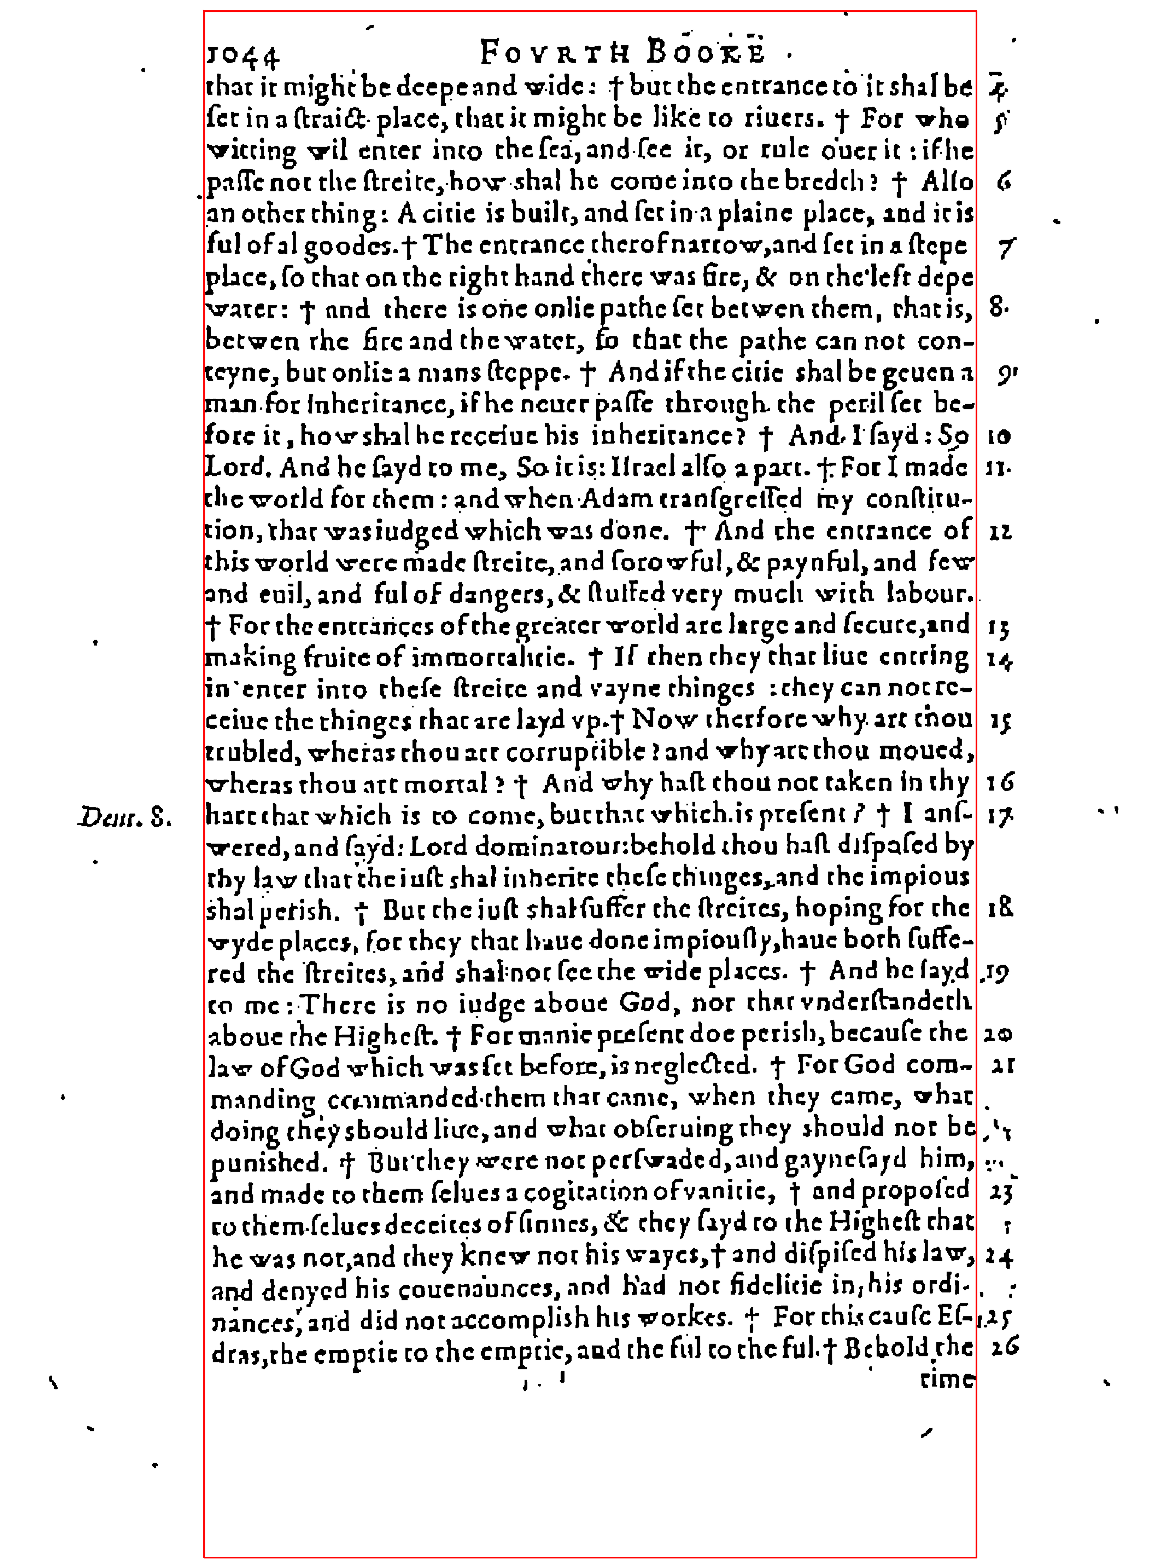 1044 FOVRTH BOOKE
that it might be deepe and wide: † but the entrance to it shal be 4
ſet in a ſtraict place, that it might be like to riuers. † For who 5
witting wil enter into the ſea, and ſee it, or rule ouer it : if he
paſſe not the ſtreite, how shal he come into the bredth? † Alſo 6
an other thing: A citie is built, and ſet in a plaine place, and it is
ful of al goodes. † The entrance therof narrow, and ſet in a ſtepe 7
place, ſo that on the right hand there was fire, & on the left depe
water: † and there is one onlie pathe ſet betwen them, that is, 8
betwen the fire and the water, ſo that the pathe can not con-
teyne, but onlie a mans ſteppe. † And if the citie shal be geuen a 9
man for inheritance, if he neuer paſſe through the peril ſet be-
fore it, how shal he receiue his inheritance? † And I ſayd: So 10
Lord. And he ſayd to me, So it is: Iſrael alſo a part. † For I made 11
the world for them: and when Adam tranſgreſſed my conſtitu-
tion, that was iudged which was done. † And the entrance of 12
this world were made ſtreite, and ſorowful, & paynful, and few
and euil, and ful of dangers, & ſtuffed very much with labour.
† For the entrances of the greater world are large and ſecure, and 13
making fruite of immortalitie. † If then they that liue entring 14
in enter into theſe ſtreite and vayne thinges : they can not re-
ceiue the thinges that are layd vp. † Now therfore why art thou 15
trubled, wheras thou art corruptible? and why art thou moued,
wheras thou art mortal? † And why haſt thou not taken in thy 16
Deut. 8. hart that which is to come, but that which is preſent? † I anſ- 17
wered, and ſayd: Lord dominatour: behold thou haſt diſpaſed by
thy law that the iuſt shal inherite theſe thinges, and the impious
shal perish. † But the iuſt shal ſuffer the ſtreites, hoping for the 18
wyde places, for they that haue done impiouſly, haue both ſuffe-
red the ſtreites, and shal not ſee the wide places. † And he ſayd 19
to me: There is no iudge aboue God, nor that vnderſtandeth
aboue the Higheſt. † For manie preſent doe perish, becauſe the 20
law of God which was ſet before, is neglected. † For God com- 21
manding commanded them that came, when they came, what
doing they should liue, and what obſeruing they should not be
punished. † But they were not perſwaded, and gayneſayd him,
and made to them ſelues a cogitation of vanitie, † and propoſed 23
to them ſelues deceites of ſinnes, & they ſayd to the Higheſt that
he was not, and they knew not his wayes, † and diſpiſed his law, 24
and denyed his couenaunces, and had not fidelitie in his ordi-
nances, and did not accomplish his workes. † For this cauſe Eſ- 25
dras, the emptie to the emptie, and the ful to the ful. † Behold the 26
time